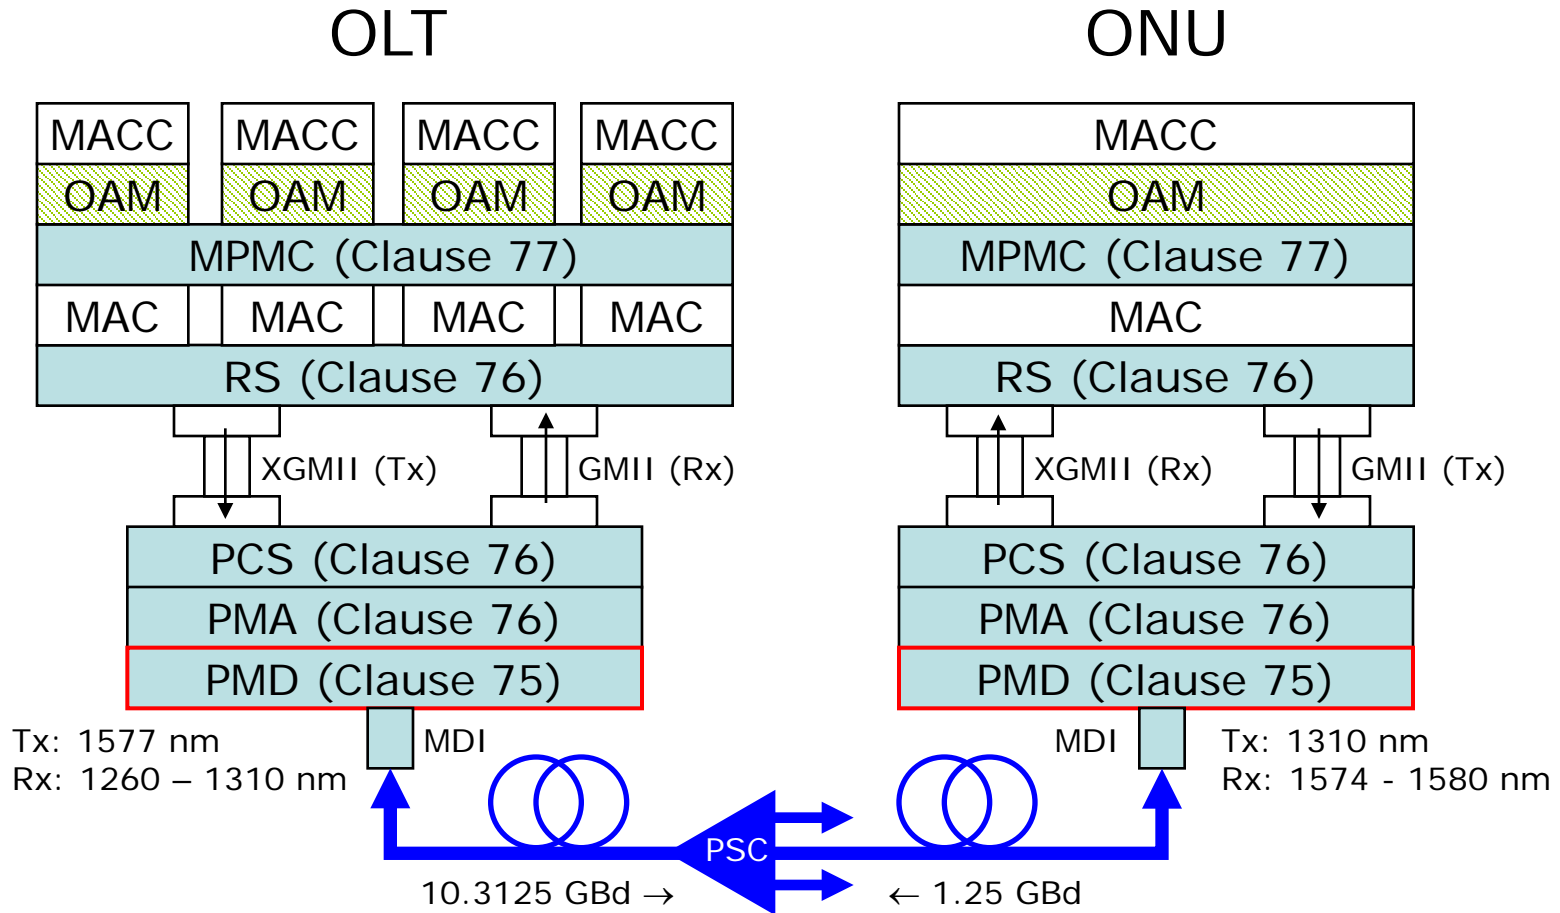 OLT
ONU
MACC MACC MACC MACC
OAM OAM OAM OAM
MPMC (Clause 77)
MAC MAC MAC MAC
RS (Clause 76)
XGMII (Tx)
GMII (Rx)
PCS (Clause 76)
PMA (Clause 76)
PMD (Clause 75)
MDI
Tx: 1577 nm
Rx: 1260 – 1310 nm
MACC
OAM
MPMC (Clause 77)
MAC
RS (Clause 76)
XGMII (Rx)
GMII (Tx)
PCS (Clause 76)
PMA (Clause 76)
PMD (Clause 75)
MDI
Tx: 1310 nm
Rx: 1574 - 1580 nm
PSC
10.3125 GBd →
← 1.25 GBd